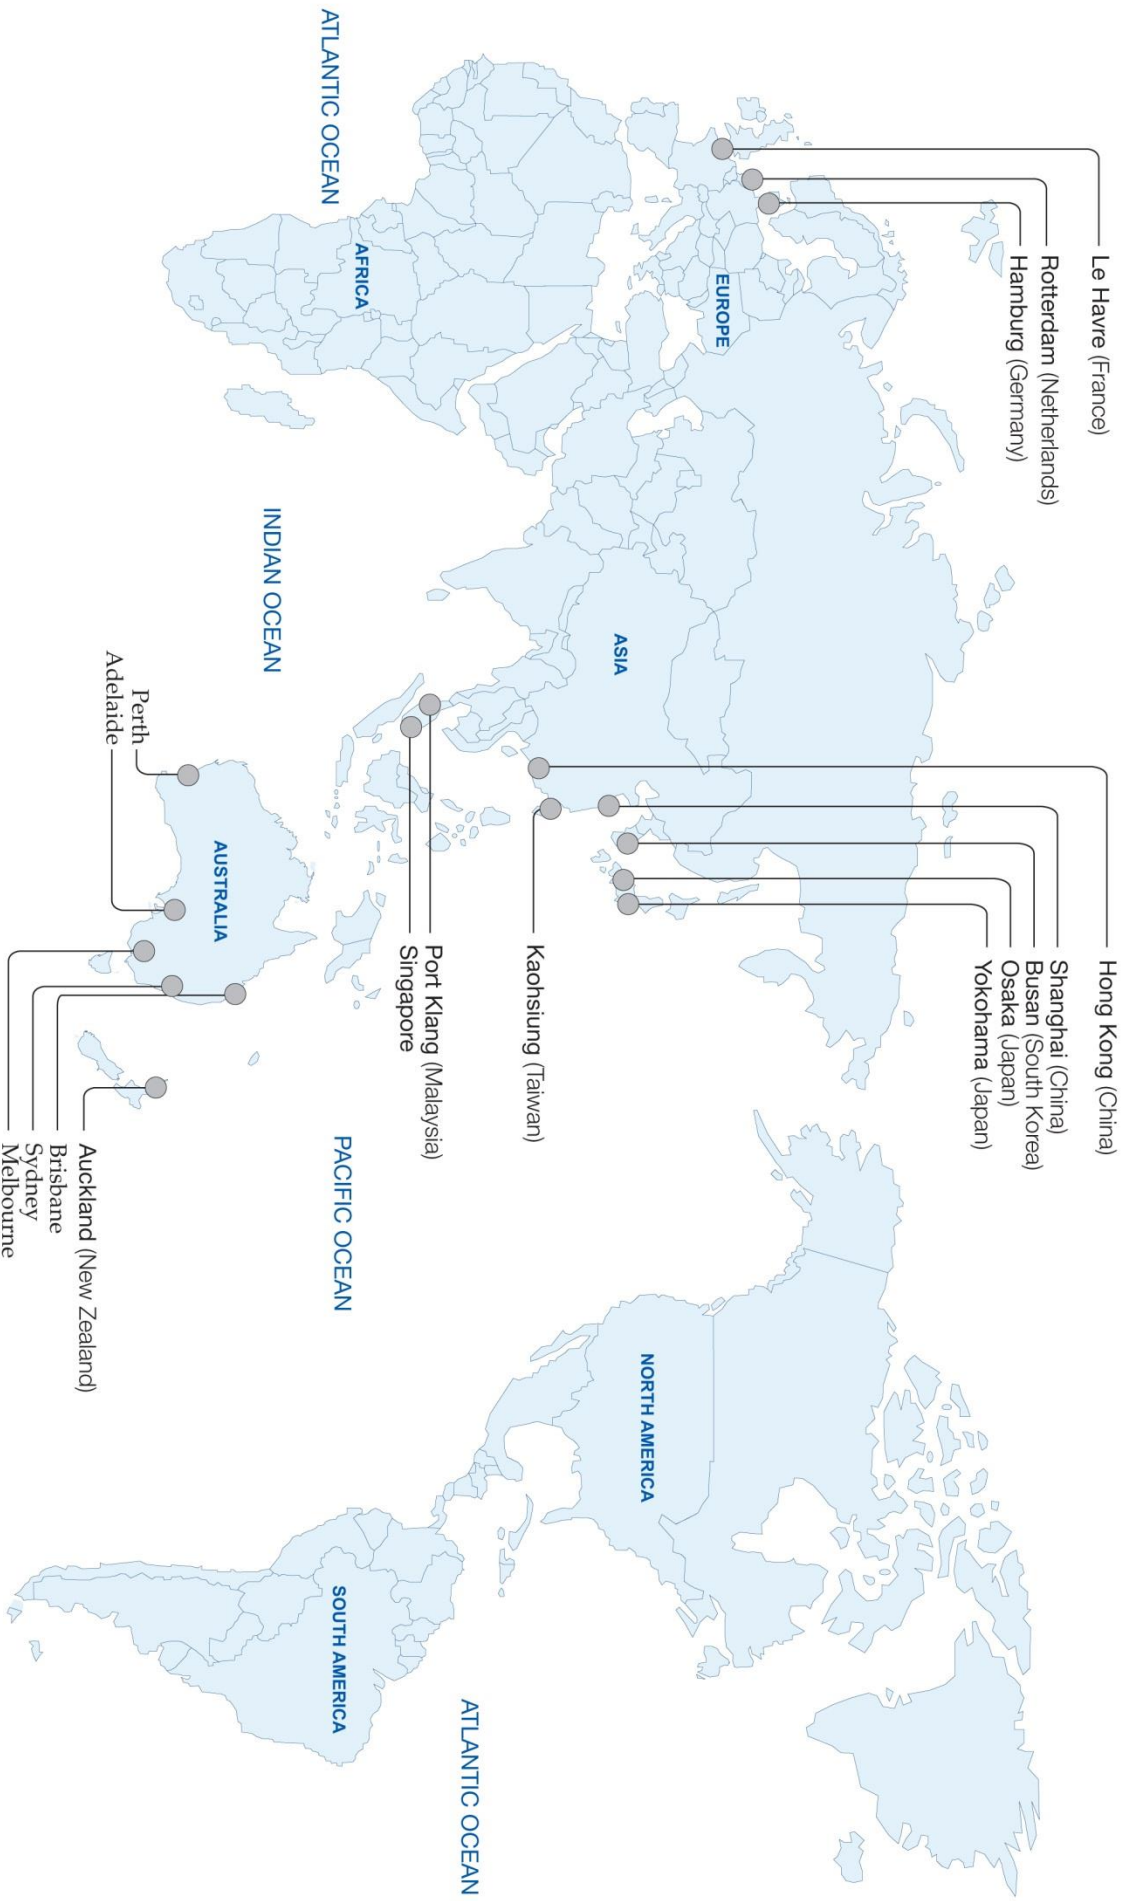 Le Havre (France)
Rotterdam (Netherlands)
Hamburg (Germany)
Hong Kong (China)
Shanghai (China)
Busan (South Korea)
Osaka (Japan)
Yokohama (Japan)
EUROPE
ASIA
NORTH AMERICA
Kaohsiung (Taiwan)
ATLANTIC OCEAN
Port Klang (Malaysia)
Singapore
AFRICA
ATLANTIC OCEAN
PACIFIC OCEAN
SOUTH AMERICA
INDIAN OCEAN
AUSTRALIA
Perth
Adelaide
Auckland (New Zealand)
Brisbane
Sydney
Melbourne